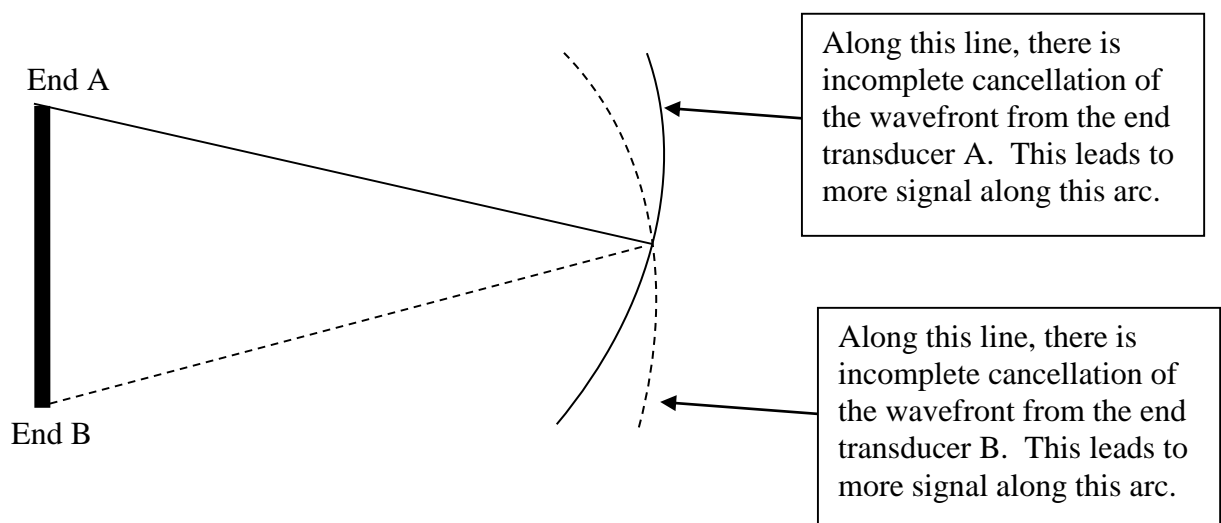 End A
Along this line, there is
incomplete cancellation of
the wavefront from the end
transducer A.  This leads to
more signal along this arc.
End B
Along this line, there is
incomplete cancellation of
the wavefront from the end
transducer B.  This leads to
more signal along this arc.